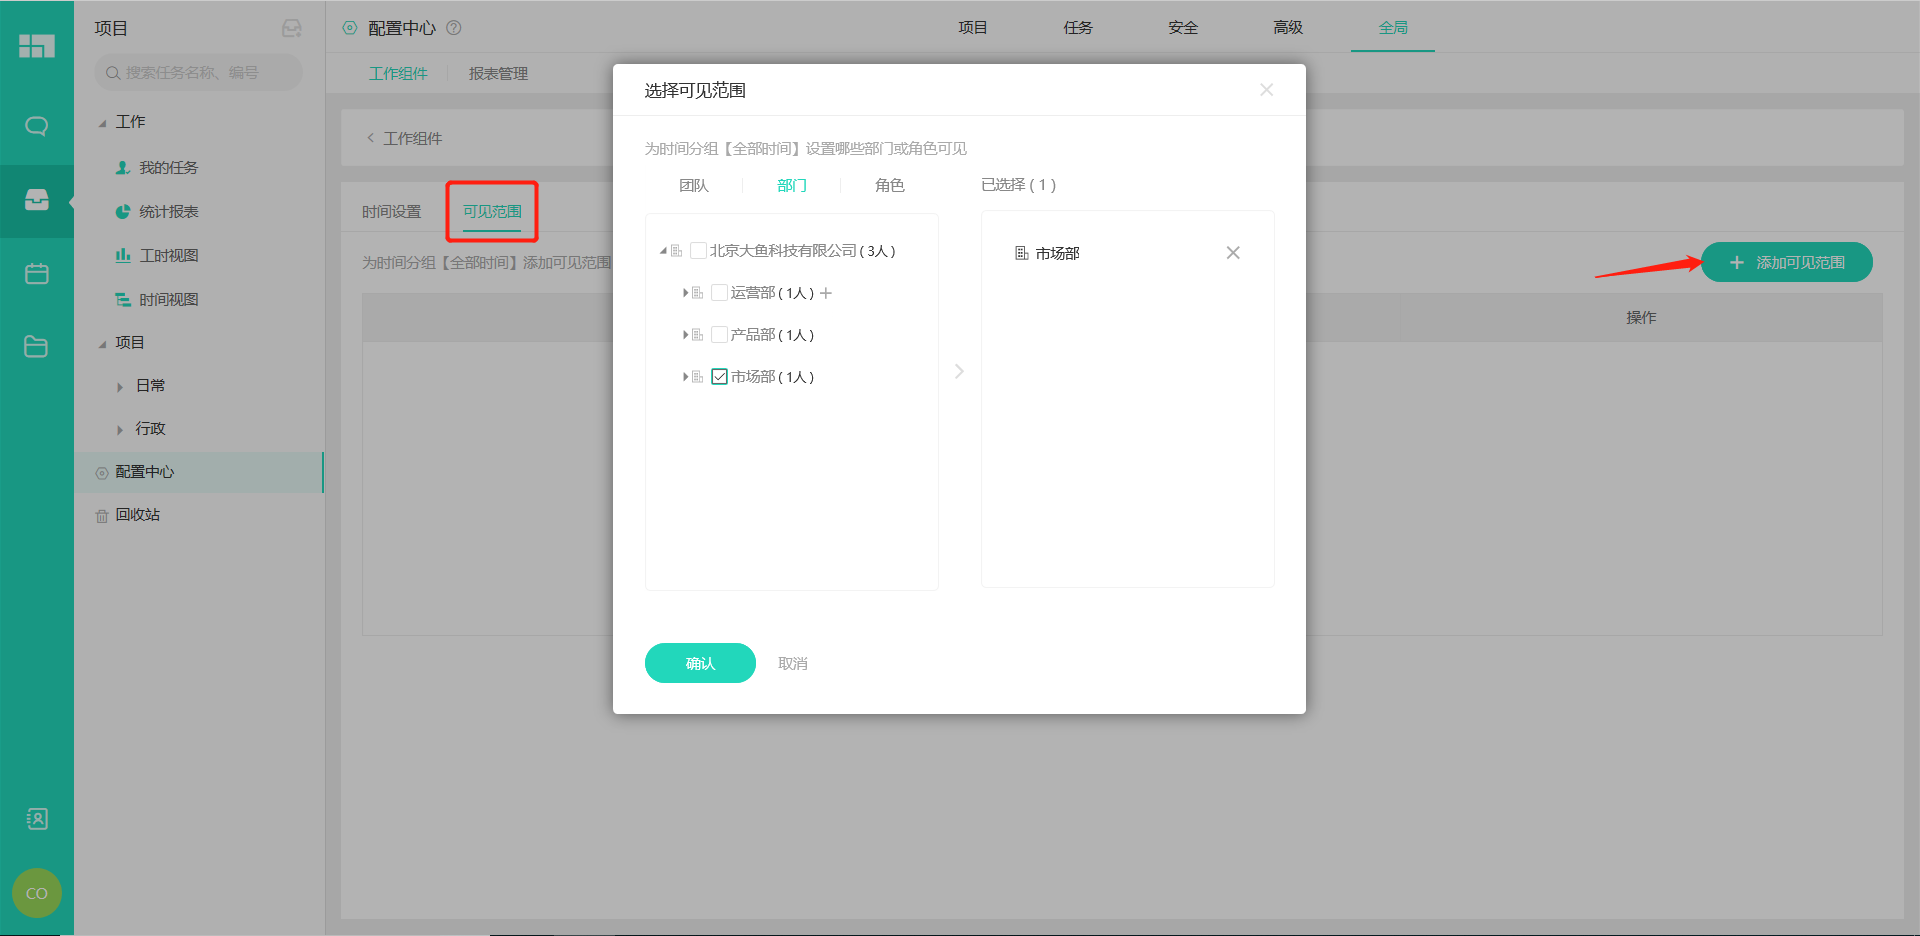 项目
搜索任务名称、编号
工作
我的任务
统计报表
工时视图
时间视图
项目
日常
行政
配置中心
回收站
CO
配置中心
项目
任务
安全
高级
全局
工作组件
报表管理
工作组件
时间设置
可见范围
为时间分组【全部时间】添加可见范围
添加可见范围
操作
选择可见范围
为时间分组【全部时间】设置哪些部门或角色可见
团队
部门
角色
已选择 ( 1 )
北京大鱼科技有限公司 ( 3人 )
运营部 ( 1人 )
产品部 ( 1人 )
市场部 ( 1人 )
市场部
确认
取消